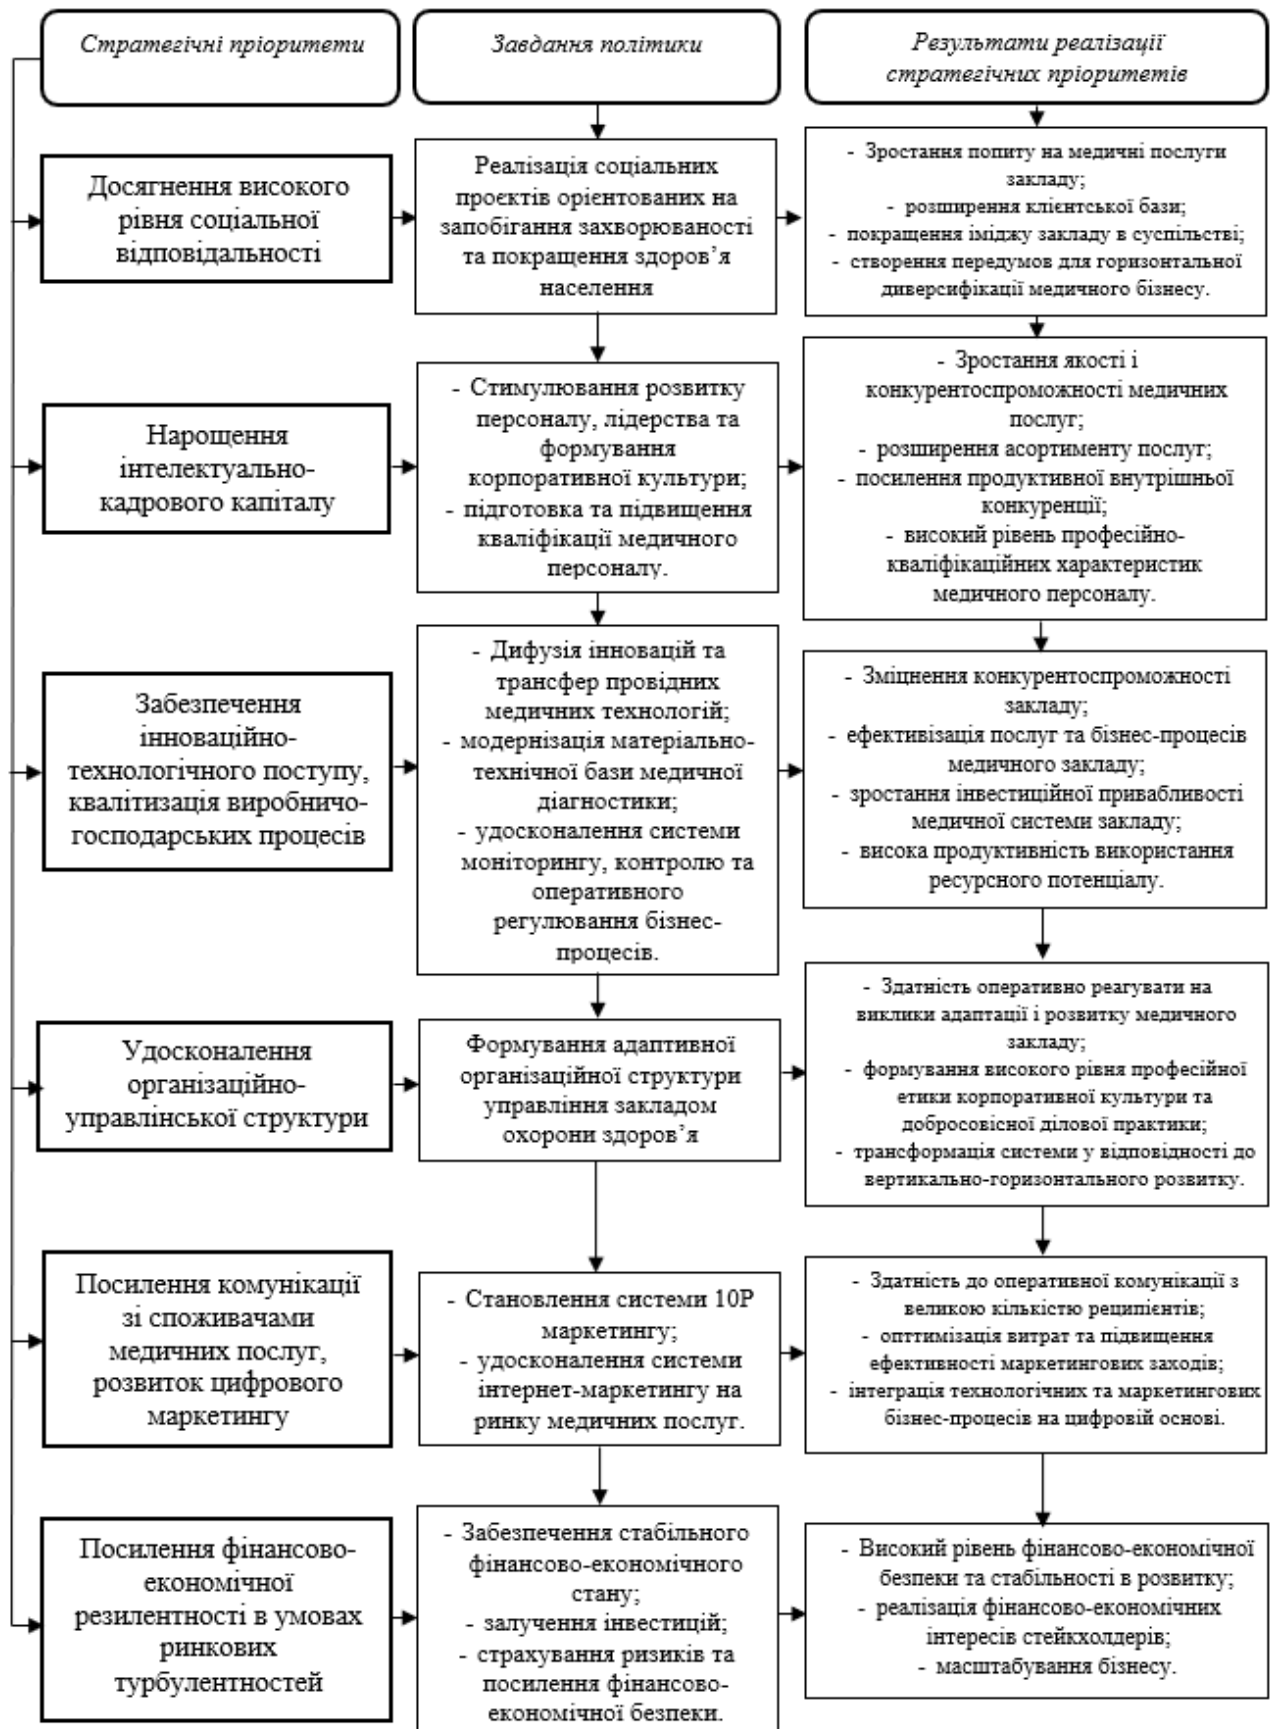 Стратегічні пріоритети
Завдання політики
Результати реалізації
стратегічних пріоритетів
Досягнення високого
рівня соціальної
відповідальності
Реалізація соціальних
проєктів орієнтованих на
запобігання захворюваності
та покращення здоров’я
населення
- Зростання попиту на медичні послуги
закладу;
- розширення клієнтської бази;
- покращення іміджу закладу в суспільстві;
- створення передумов для горизонтальної
диверсифікації медичного бізнесу.
Нарощення
інтелектуально-
кадрового капіталу
- Стимулювання розвитку
персоналу, лідерства та
формування
корпоративної культури;
- підготовка та підвищення
кваліфікації медичного
персоналу.
- Зростання якості і
конкурентоспроможності медичних
послуг;
- розширення асортименту послуг;
- посилення продуктивної внутрішньої
конкуренції;
- високий рівень професійно-
кваліфікаційних характеристик
медичного персоналу.
Забезпечення
інноваційно-
технологічного поступу,
квалітизація виробничо-
господарських процесів
- Дифузія інновацій та
трансфер провідних
медичних технологій;
- модернізація матеріально-
технічної бази медичної
діагностики;
- удосконалення системи
моніторингу, контролю та
оперативного
регулювання бізнес-
процесів.
- Зміцнення конкурентоспроможності
закладу;
- ефективізація послуг та бізнес-процесів
медичного закладу;
- зростання інвестиційної привабливості
медичної системи закладу;
- висока продуктивність використання
ресурсного потенціалу.
Удосконалення
організаційно-
управлінської структури
Формування адаптивної
організаційної структури
управління закладом
охорони здоров’я
- Здатність оперативно реагувати на
виклики адаптації і розвитку медичного
закладу;
- формування високого рівня професійної
етики корпоративної культури та
добросовісної ділової практики;
- трансформація системи у відповідності до
вертикально-горизонтального розвитку.
Посилення комунікації
зі споживачами
медичних послуг,
розвиток цифрового
маркетингу
- Становлення системи 10Р
маркетингу;
- удосконалення системи
інтернет-маркетингу на
ринку медичних послуг.
- Здатність до оперативної комунікації з
великою кількістю реципієнтів;
- опттимізація витрат та підвищення
ефективності маркетингових заходів;
- інтеграція технологічних та маркетингових
бізнес-процесів на цифровій основі.
Посилення фінансово-
економічної
резилентності в умовах
ринкових
турбулентностей
- Забезпечення стабільного
фінансово-економічного
стану;
- залучення інвестицій;
- страхування ризиків та
посилення фінансово-
економічної безпеки.
- Високий рівень фінансово-економічної
безпеки та стабільності в розвитку;
- реалізація фінансово-економічних
інтересів стейкхолдерів;
- масштабування бізнесу.